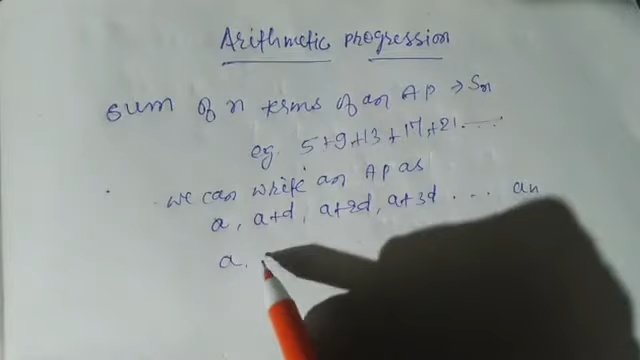 Arithmetic progression
sum of n terms of an AP → Sn
eg. 5+9+13+17+21.....
we can write an AP as
a, a+d, a+2d, a+3d ... an
a.